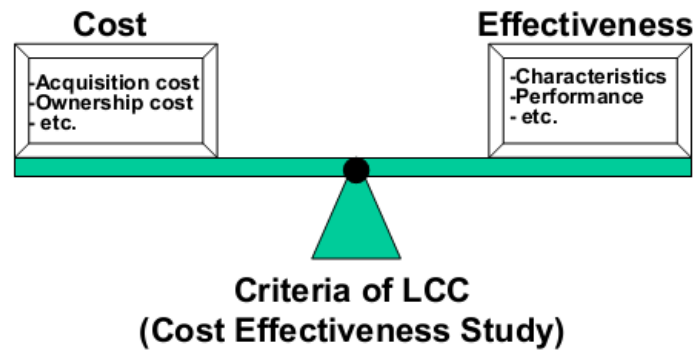 Cost
-Acquisition cost
-Ownership cost
- etc.
Effectiveness
-Characteristics
-Performance
- etc.
Criteria of LCC
(Cost Effectiveness Study)